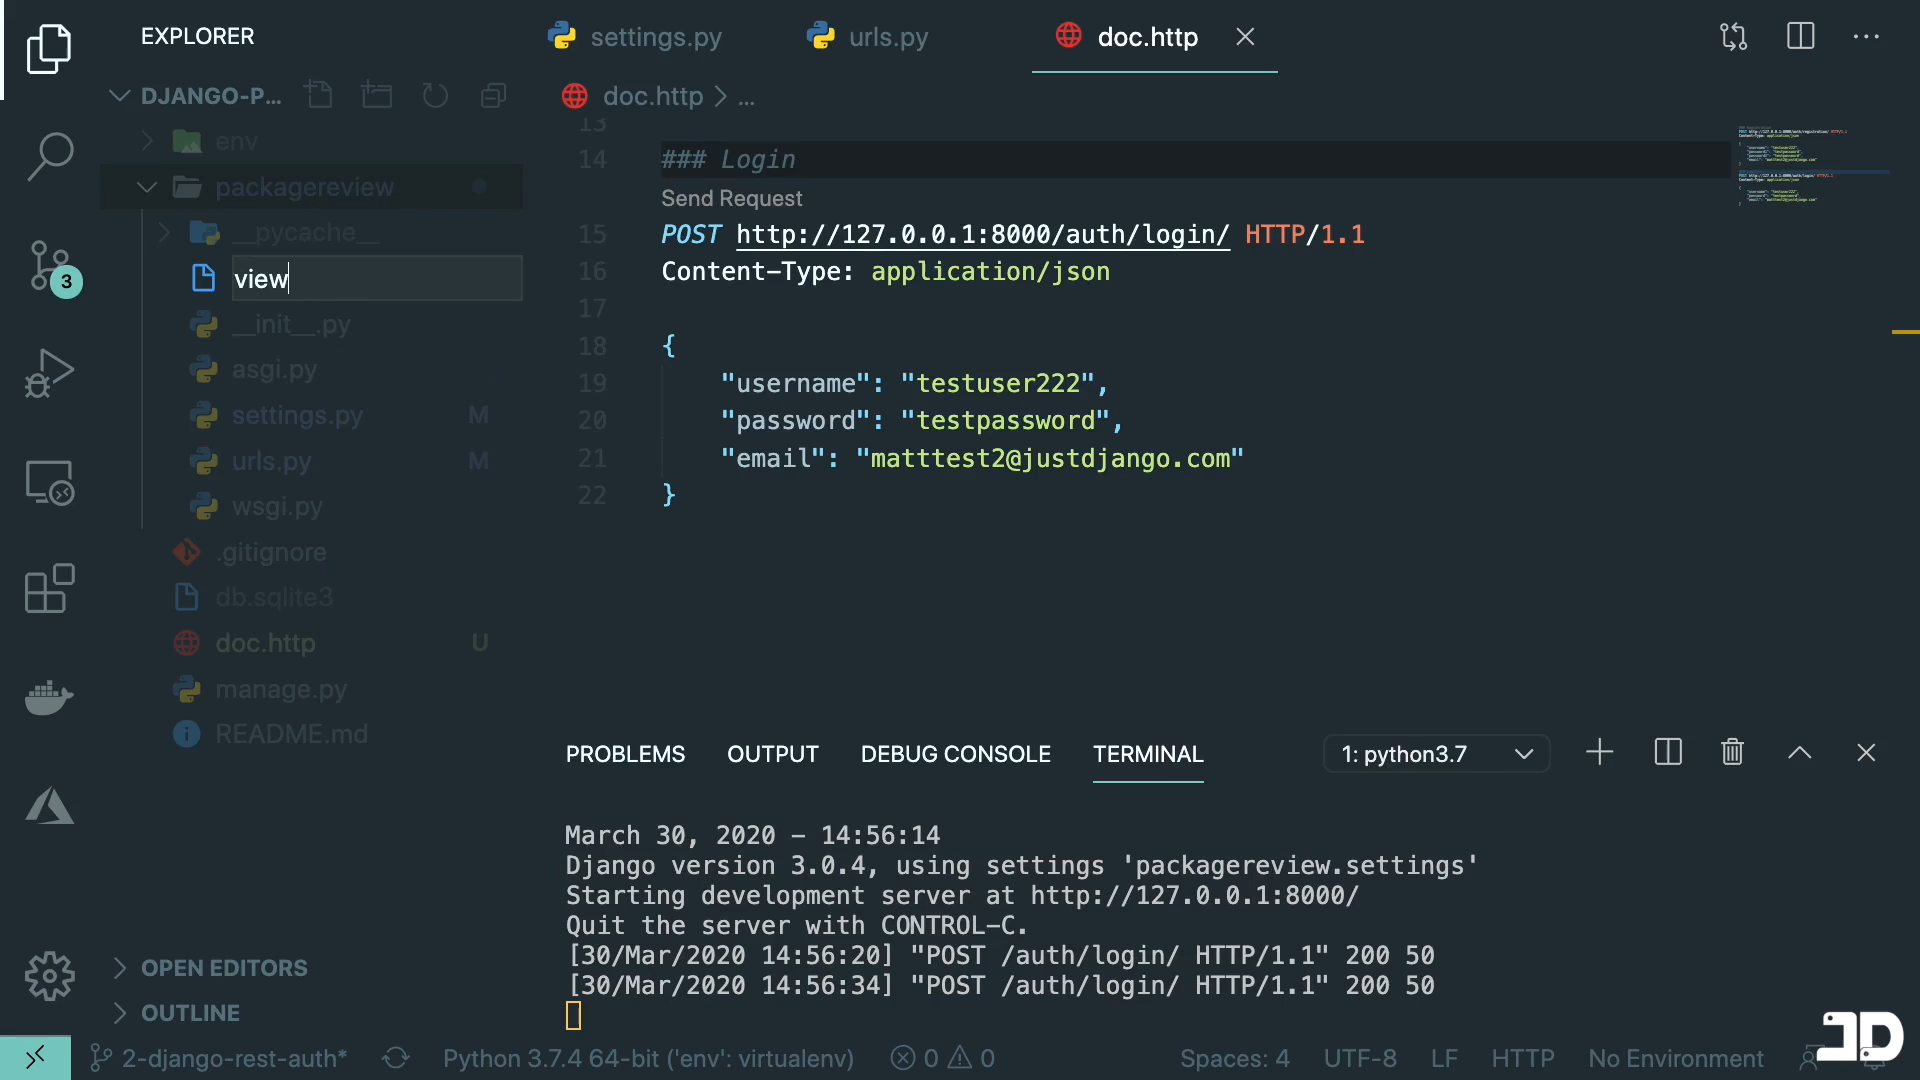 EXPLORER
settings.py
urls.py
doc.http
DJANGO-P...
doc.http > ...
env
packagereview
__pycache__
view
__init__.py
asgi.py
settings.py M
urls.py M
wsgi.py
.gitignore
db.sqlite3
doc.http U
manage.py
README.md
3
13
14 ### Login
Send Request
15 POST http://127.0.0.1:8000/auth/login/ HTTP/1.1
16 Content-Type: application/json
17
18 {
19 "username": "testuser222",
20 "password": "testpassword",
21 "email": "matttest2@justdjango.com"
22 }
PROBLEMS OUTPUT DEBUG CONSOLE TERMINAL 1: python3.7
March 30, 2020 - 14:56:14
Django version 3.0.4, using settings 'packagereview.settings'
Starting development server at http://127.0.0.1:8000/
Quit the server with CONTROL-C.
[30/Mar/2020 14:56:20] "POST /auth/login/ HTTP/1.1" 200 50
[30/Mar/2020 14:56:34] "POST /auth/login/ HTTP/1.1" 200 50
OPEN EDITORS
OUTLINE
2-django-rest-auth* Python 3.7.4 64-bit ('env': virtualenv) 0 0 Spaces: 4 UTF-8 LF HTTP No Environment
JD